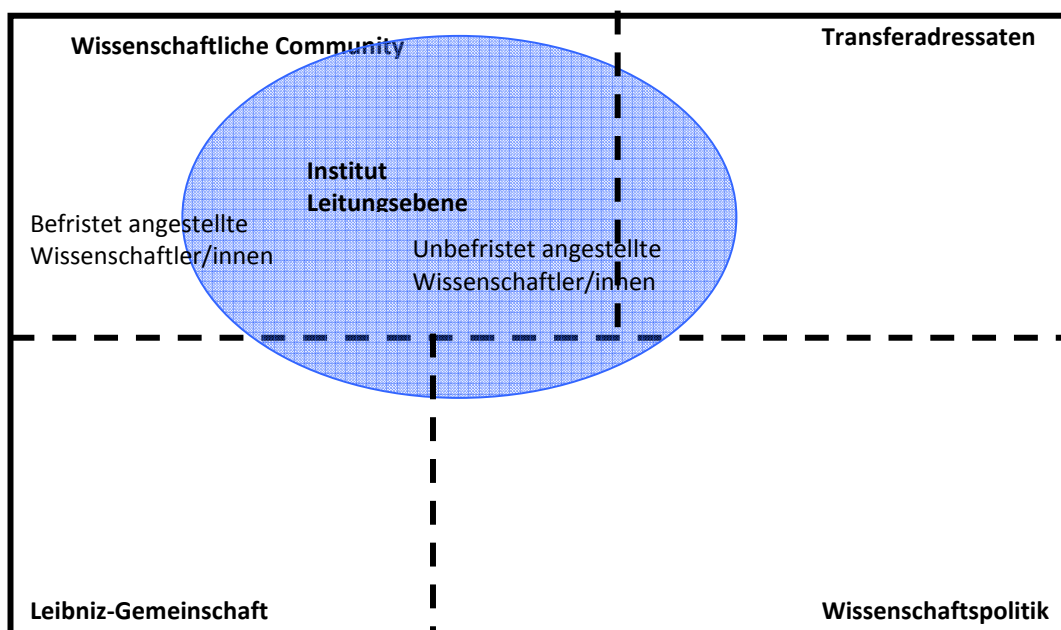 Wissenschaftliche Community
Transferadressaten
Institut
Leitungsebene
Befristet angestellte
Wissenschaftler/innen
Unbefristet angestellte
Wissenschaftler/innen
Leibniz-Gemeinschaft
Wissenschaftspolitik